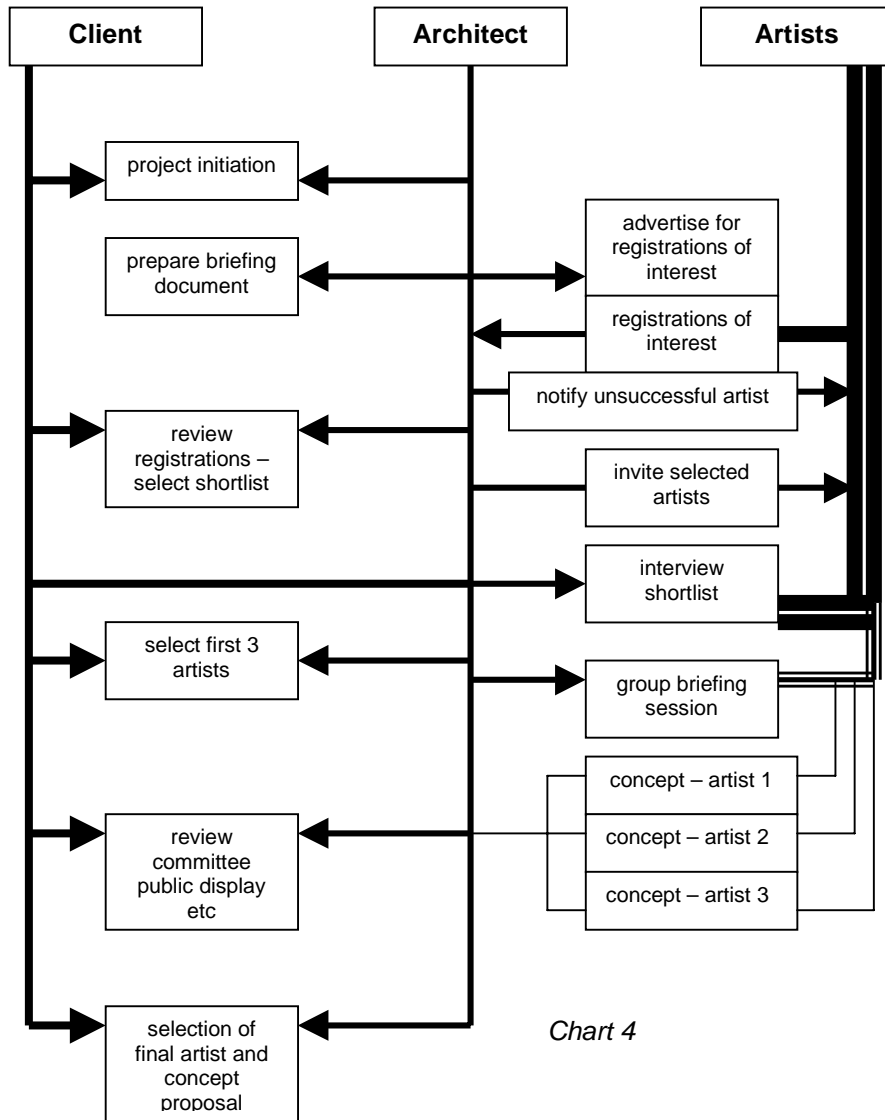 Client
Architect
Artists
project initiation
advertise for
registrations of
interest
prepare briefing
document
registrations of
interest
notify unsuccessful artist
review
registrations –
select shortlist
invite selected
artists
interview
shortlist
select first 3
artists
group briefing
session
concept – artist 1
review
committee
public display
etc
concept – artist 2
concept – artist 3
selection of
final artist and
concept
proposal
Chart 4